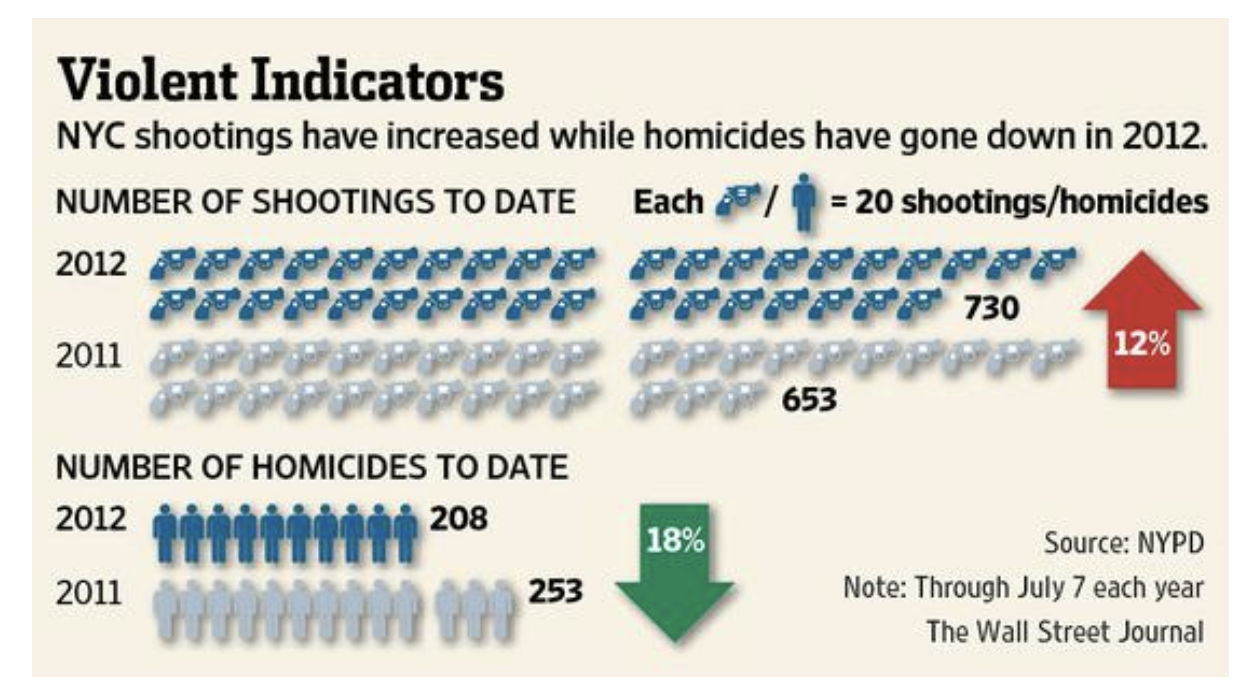 Violent Indicators
NYC shootings have increased while homicides have gone down in 2012.
NUMBER OF SHOOTINGS TO DATE
Each / = 20 shootings/homicides
2012
730
2011
653
12%
NUMBER OF HOMICIDES TO DATE
2012 208
2011 253
18%
Source: NYPD
Note: Through July 7 each year
The Wall Street Journal